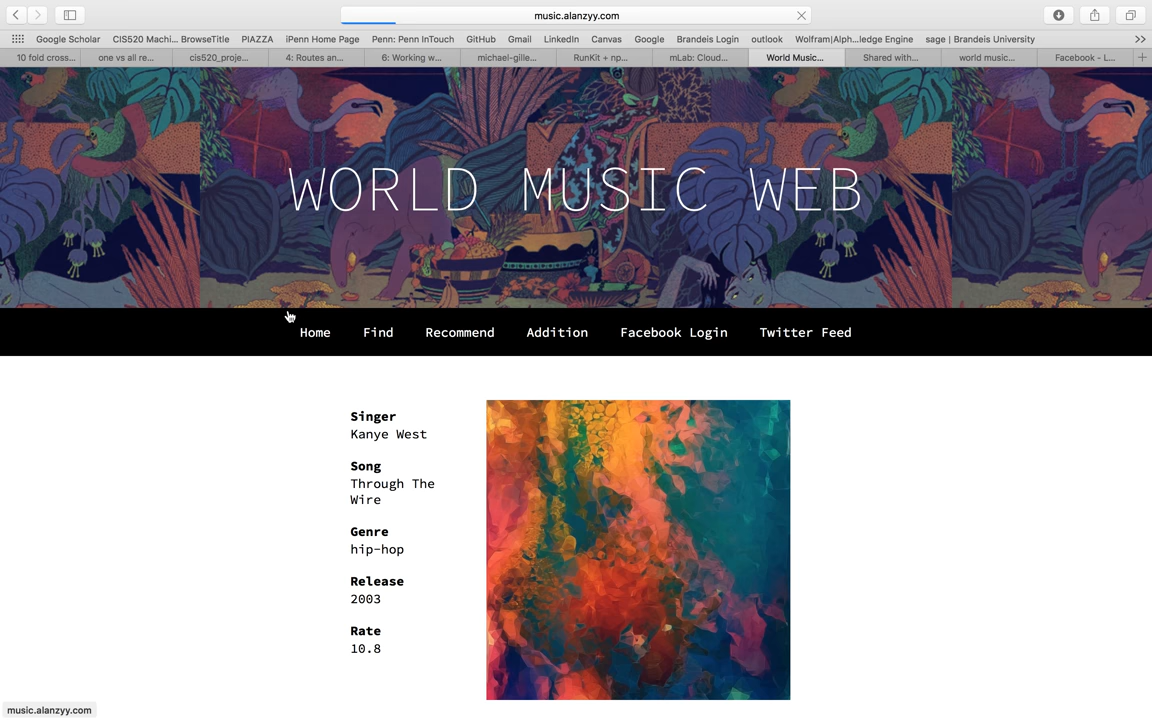 music.alanzyy.com
Google Scholar CIS520 Machi... BrowseTitle PIAZZA iPenn Home Page Penn: Penn InTouch GitHub Gmail LinkedIn Canvas Google Brandeis Login outlook Wolfram|Alph...ledge Engine sage | Brandeis University
10 fold cross... one vs all re... cis520_proje... 4: Routes an... 6: Working w... michael-gille... RunKit + np... mLab: Cloud... World Music... Shared with... world music... Facebook - L...
WORLD MUSIC WEB
Home Find Recommend Addition Facebook Login Twitter Feed
Singer
Kanye West
Song
Through The
Wire
Genre
hip-hop
Release
2003
Rate
10.8
music.alanzyy.com